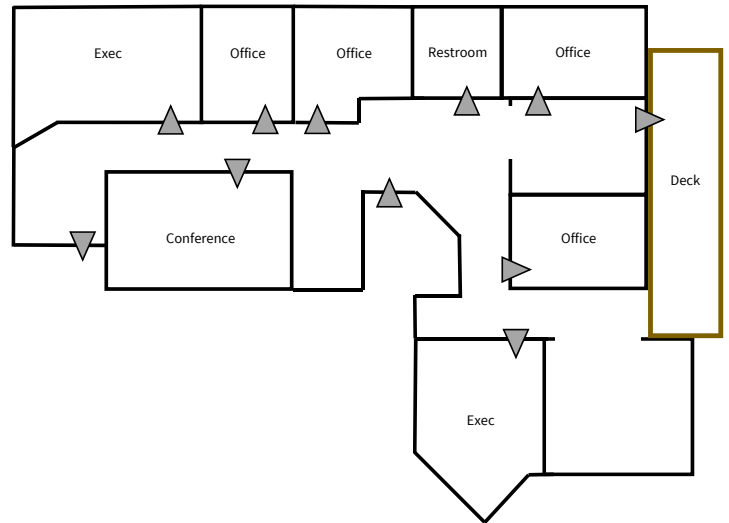 Exec
Office
Office
Restroom
Office
Deck
Conference
Office
Exec